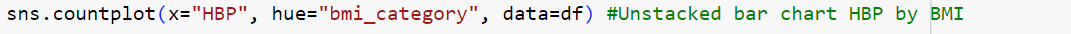 sns.countplot(x="HBP", hue="bmi_category", data=df) #Unstacked bar chart HBP by BMI